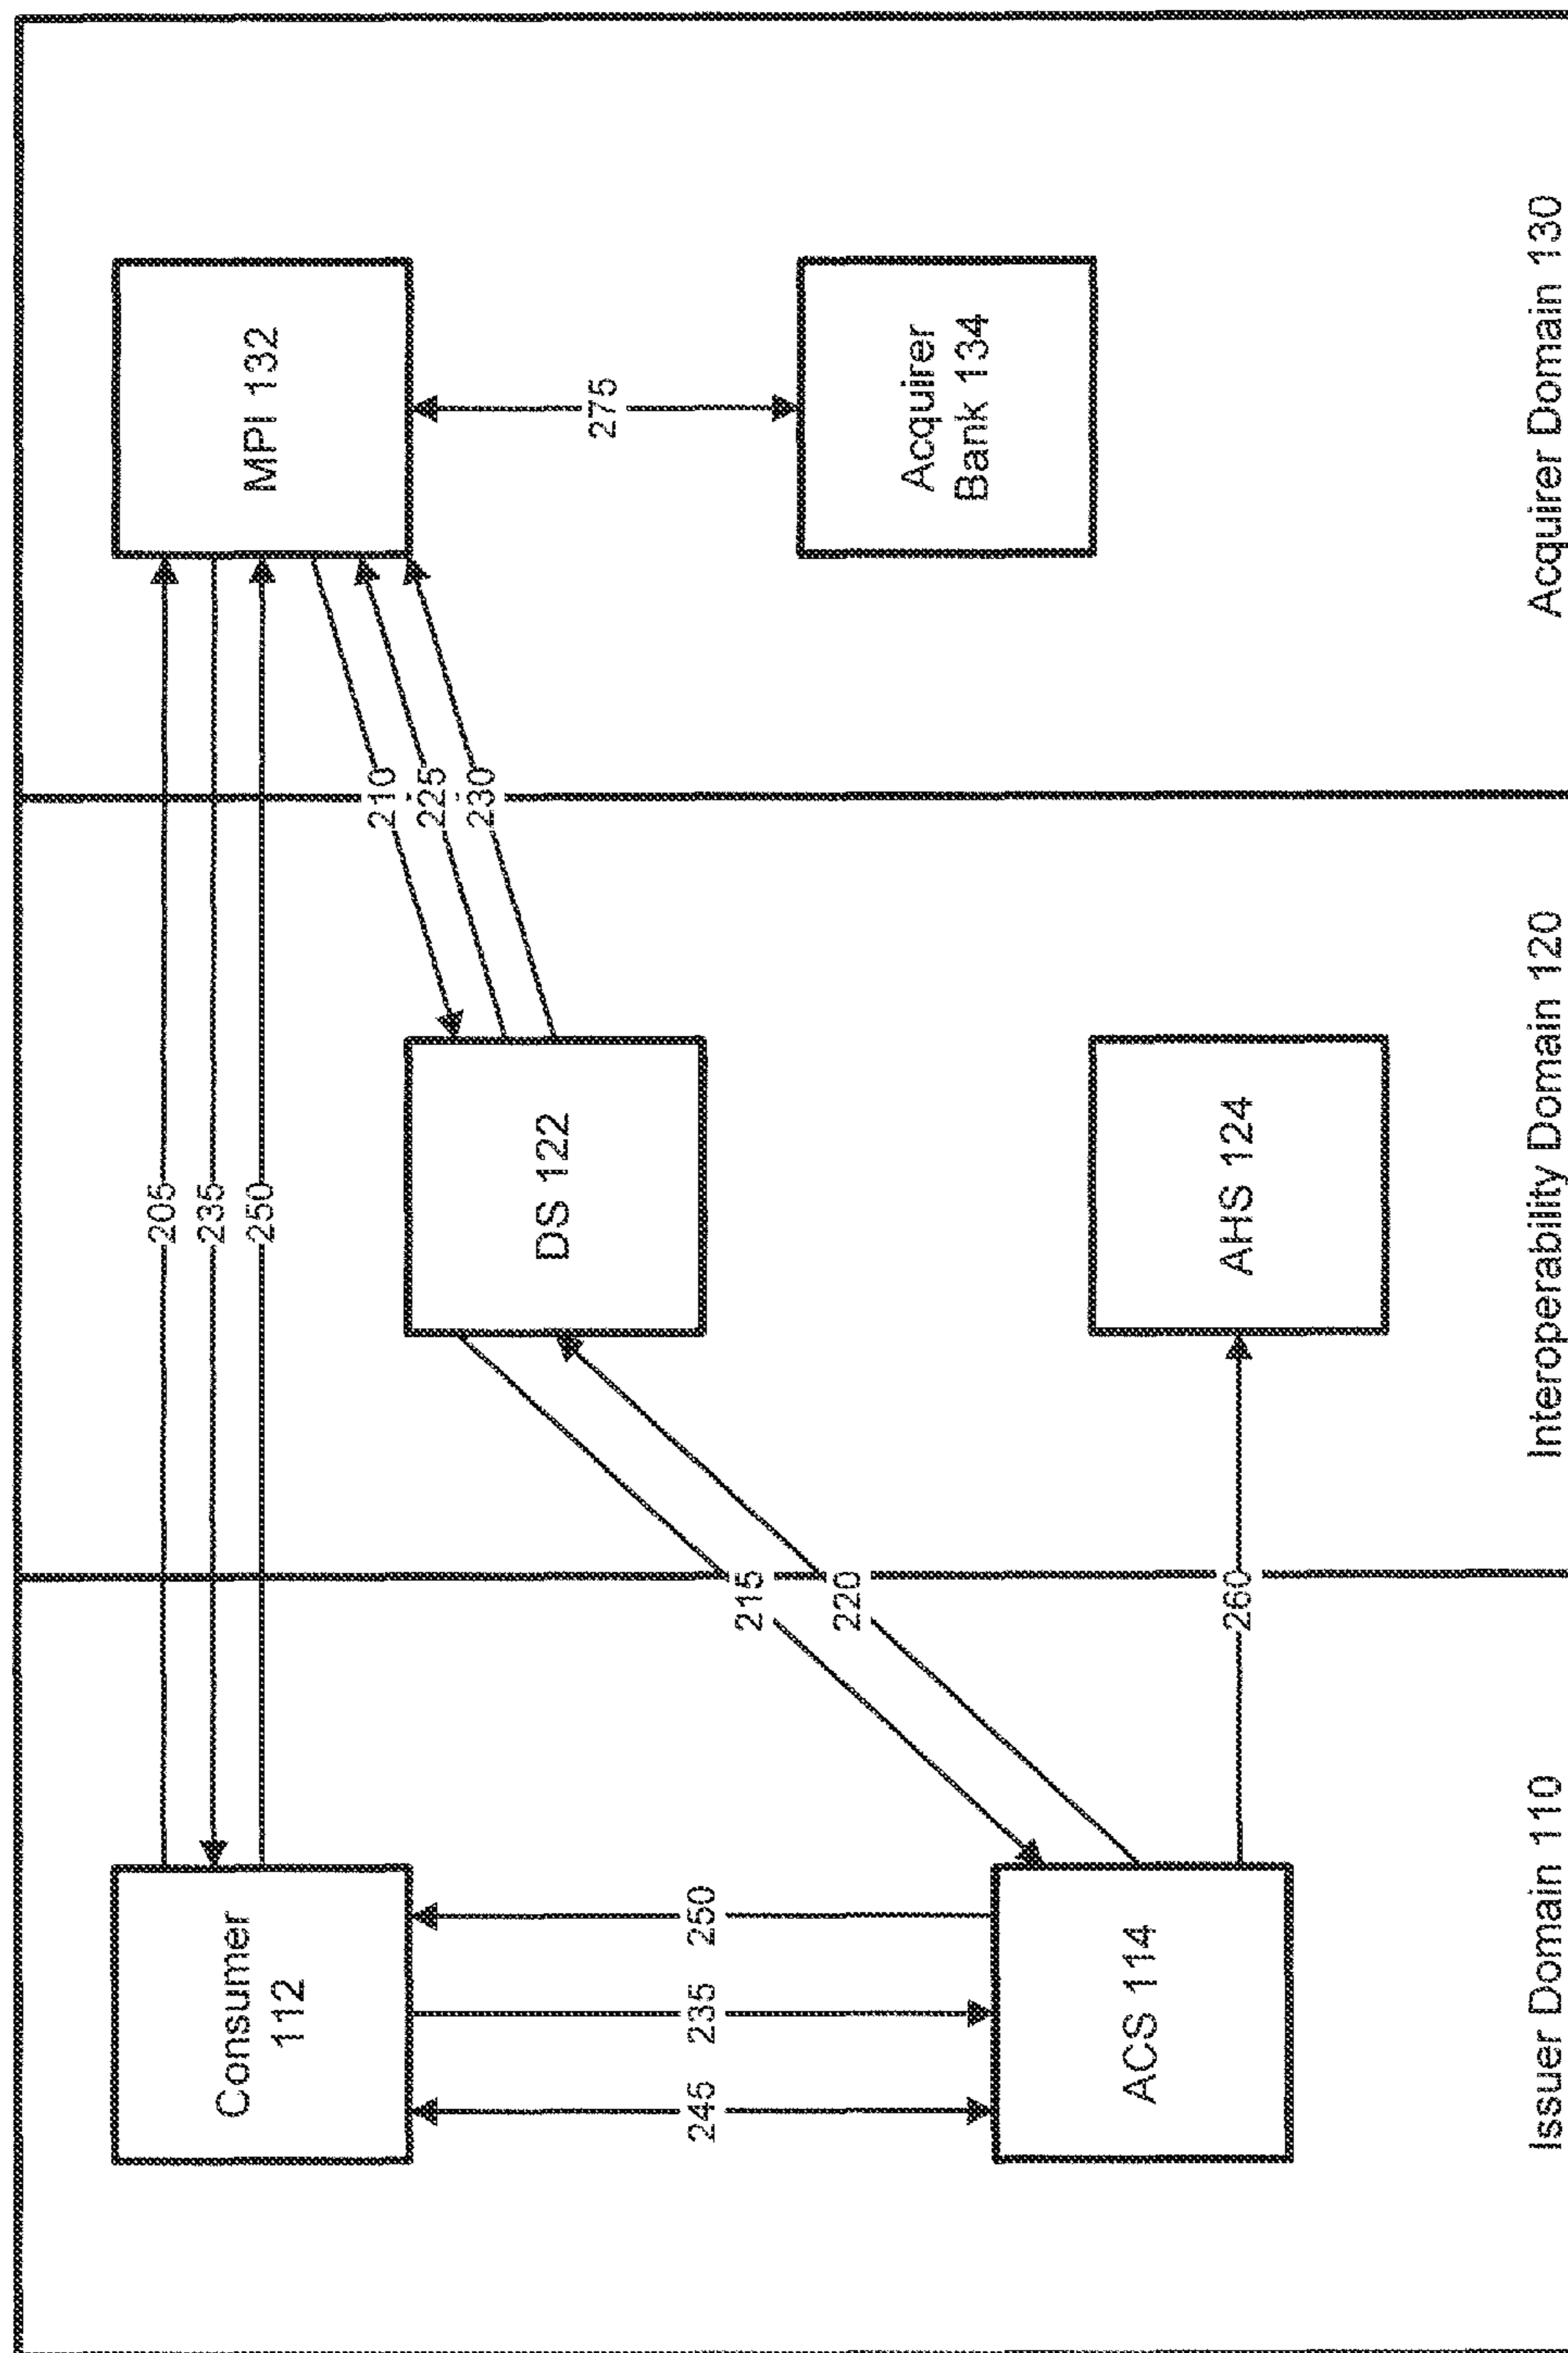 Consumer
112
205
235
250
MPI 132
210
225
230
DS 122
245
235
250
215
220
275
Acquirer
Bank 134
ACS 114
260
AHS 124
Issuer Domain 110
Interoperability Domain 120
Acquirer Domain 130